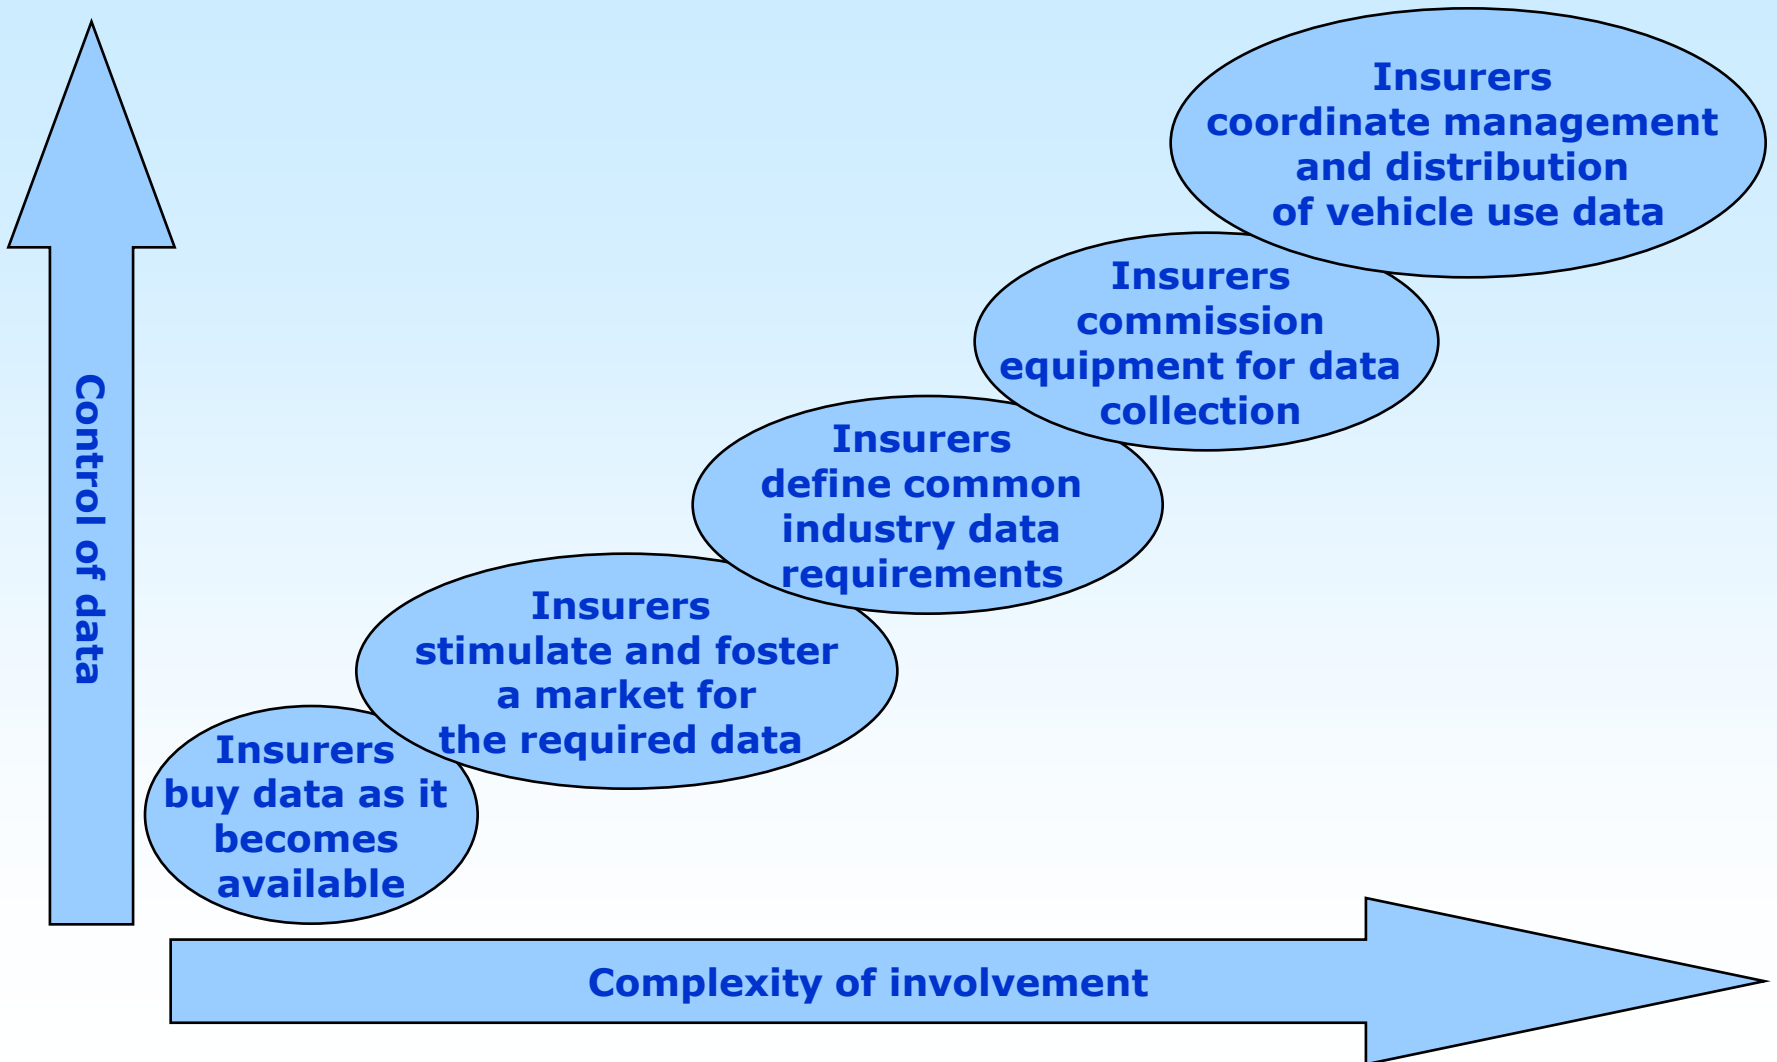 Insurers
coordinate management
and distribution
of vehicle use data
Insurers
commission
equipment for data
collection
Insurers
define common
industry data
requirements
Insurers
stimulate and foster
a market for
the required data
Insurers
buy data as it
becomes
available
Control of data
Complexity of involvement